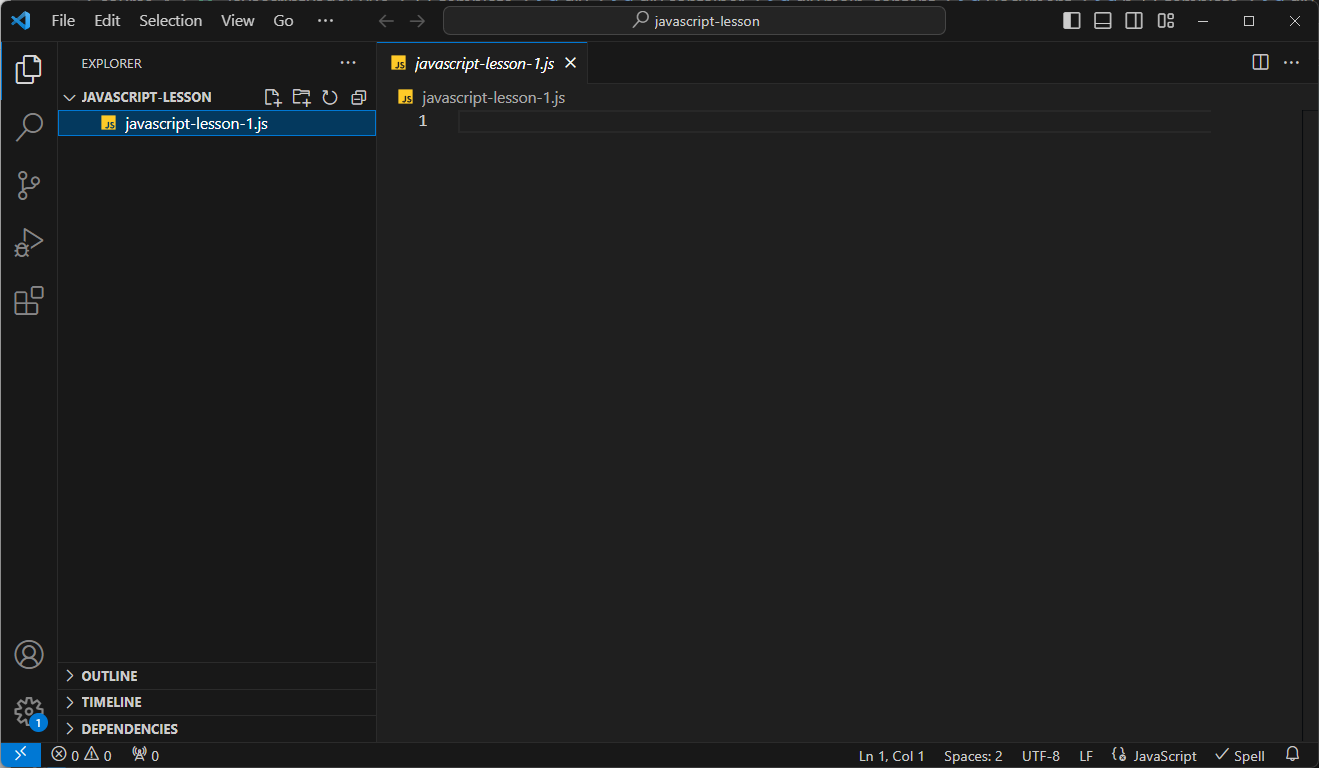 File Edit Selection View Go ··· javascript-lesson
EXPLORER ···
JAVASCRIPT-LESSON
JS javascript-lesson-1.js
JS javascript-lesson-1.js ···
JS javascript-lesson-1.js
1
OUTLINE
TIMELINE
DEPENDENCIES
1
0 0 0 Ln 1, Col 1 Spaces: 2 UTF-8 LF JavaScript Spell